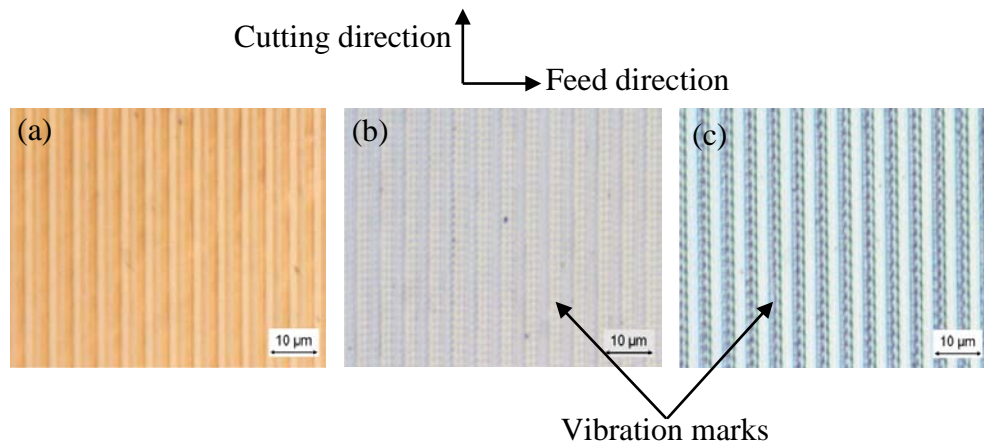 Cutting direction
Feed direction
(a)
(b)
(c)
10 µm
10 µm
10 µm
Vibration marks